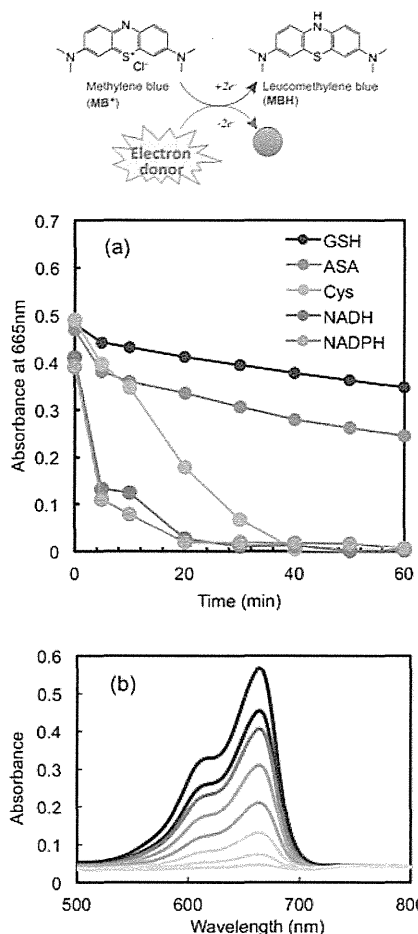 H
N
N
N
S+
N
N
S
N
Cl⁻
Methylene blue
(MB⁺)
+2e⁻
Leucomethylene blue
(MBH)
-2e⁻
Electron
donor
(a)
GSH
ASA
Cys
NADH
NADPH
Absorbance at 665nm
0.7
0.6
0.5
0.4
0.3
0.2
0.1
0
0 20 40 60
Time (min)
(b)
Absorbance
0.6
0.5
0.4
0.3
0.2
0.1
0
500 600 700 800
Wavelength (nm)